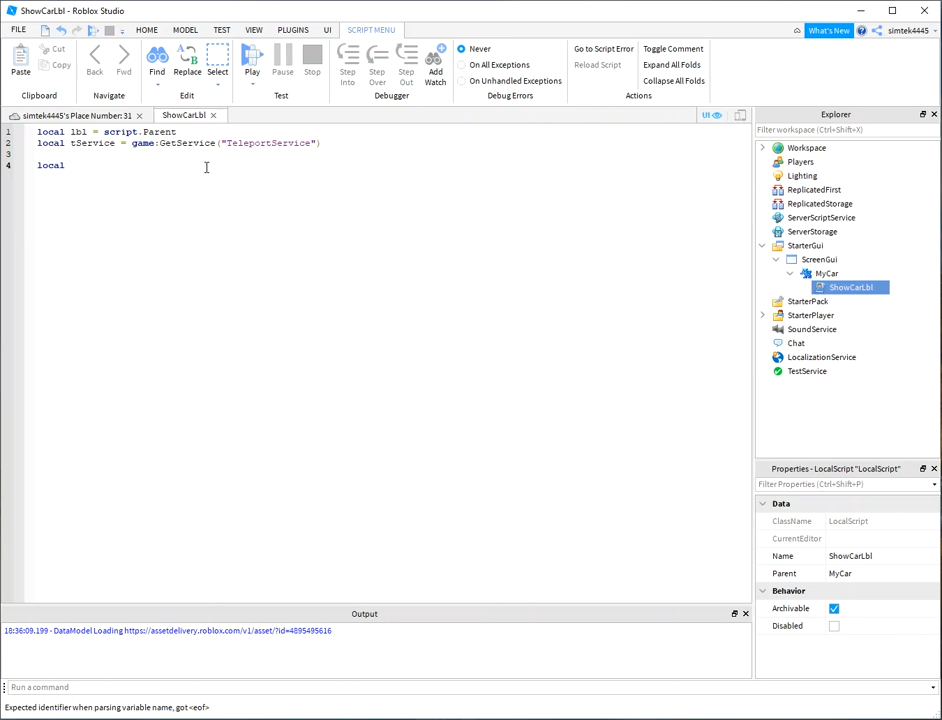 ShowCarLbl - Roblox Studio
FILE HOME MODEL TEST VIEW PLUGINS UI SCRIPT MENU What's New simtek4445
Paste Cut Copy Back Fwd Find Replace Select Play Pause Stop Step Into Step Over Step Out Add Watch
Never
On All Exceptions
On Unhandled Exceptions
Go to Script Error
Reload Script
Toggle Comment
Expand All Folds
Collapse All Folds
Clipboard Navigate Edit Test Debugger Debug Errors Actions
simtek4445's Place Number: 31 ShowCarLbl UI
1 local lbl = script.Parent
2 local tService = game:GetService("TeleportService")
3
4 local
Explorer
Filter workspace (Ctrl+Shift+X)
Workspace
Players
Lighting
ReplicatedFirst
ReplicatedStorage
ServerScriptService
ServerStorage
StarterGui
ScreenGui
MyCar
ShowCarLbl
StarterPack
StarterPlayer
SoundService
Chat
LocalizationService
TestService
Properties - LocalScript "LocalScript"
Filter Properties (Ctrl+Shift+P)
Data
ClassName LocalScript
CurrentEditor
Name ShowCarLbl
Parent MyCar
Behavior
Archivable
Disabled
Output
18:36:09.199 - DataModel Loading https://assetdelivery.roblox.com/v1/asset/?id=4895495616
Run a command
Expected identifier when parsing variable name, got <eof>